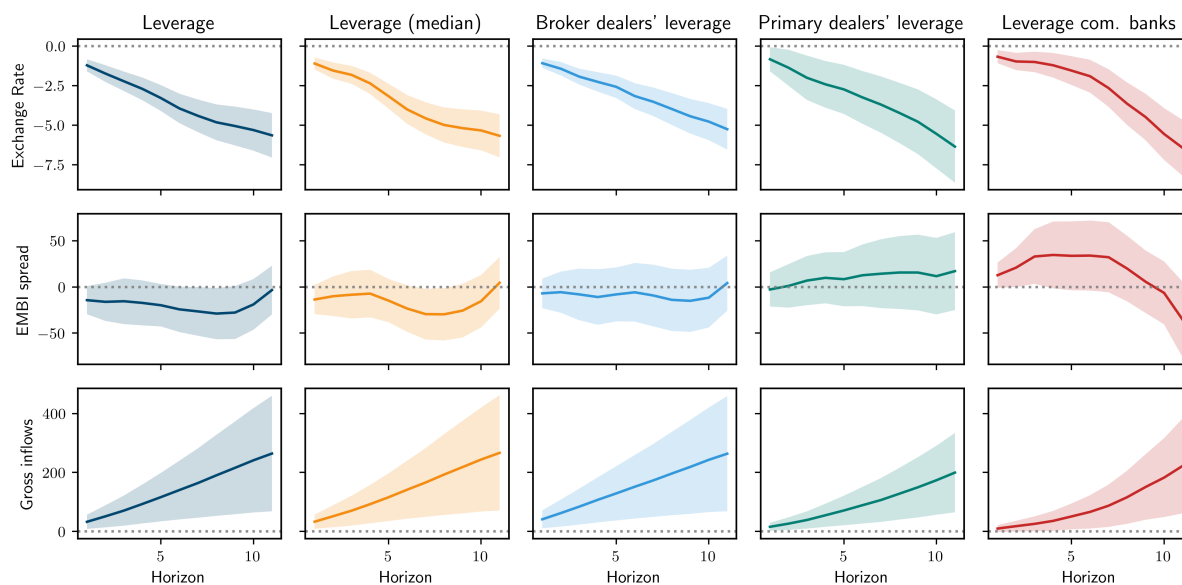 Leverage
Leverage (median)
Broker dealers’ leverage
Primary dealers’ leverage
Leverage com. banks
Exchange Rate
0.0
−2.5
−5.0
−7.5
EMBI spread
50
0
−50
Gross inflows
400
200
0
5 10
5 10
5 10
5 10
5 10
Horizon
Horizon
Horizon
Horizon
Horizon